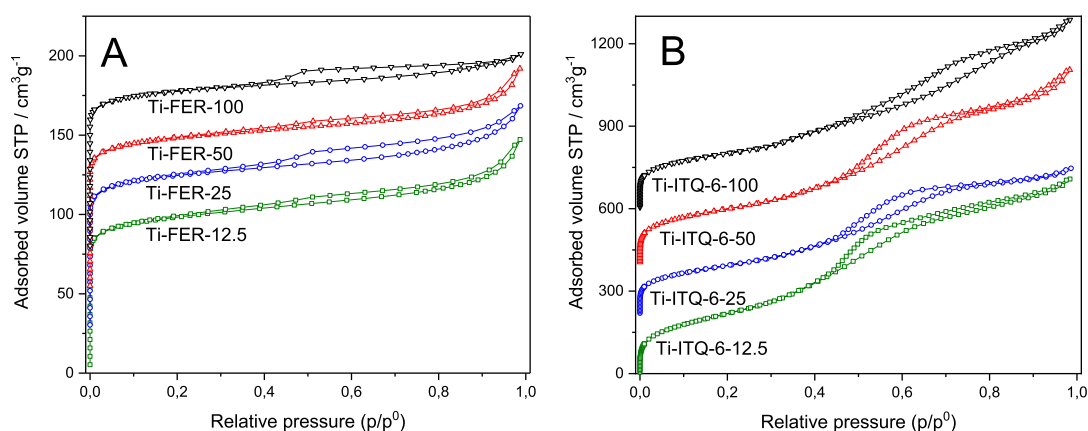 A
200
150
100
50
0
Adsorbed volume STP / cm³g⁻¹
Ti-FER-100
Ti-FER-50
Ti-FER-25
Ti-FER-12.5
0,0 0,2 0,4 0,6 0,8 1,0
Relative pressure (p/p⁰)
B
1200
900
600
300
0
Adsorbed volume STP / cm³g⁻¹
Ti-ITQ-6-100
Ti-ITQ-6-50
Ti-ITQ-6-25
Ti-ITQ-6-12.5
0,0 0,2 0,4 0,6 0,8 1,0
Relative pressure (p/p⁰)